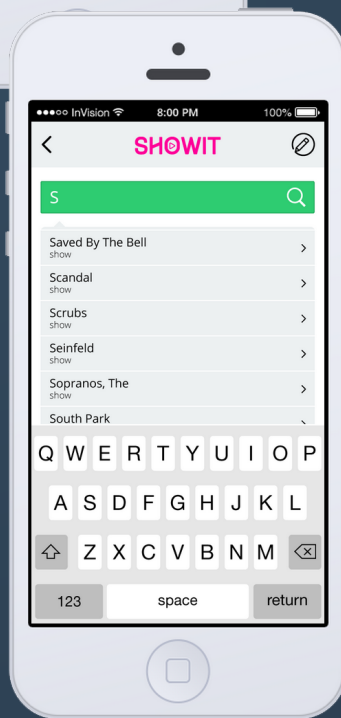 InVision 8:00 PM 100%
SHOWIT
S
Saved By The Bell
show
Scandal
show
Scrubs
show
Seinfeld
show
Sopranos, The
show
South Park
Q W E R T Y U I O P
A S D F G H J K L
Z X C V B N M
123 space return